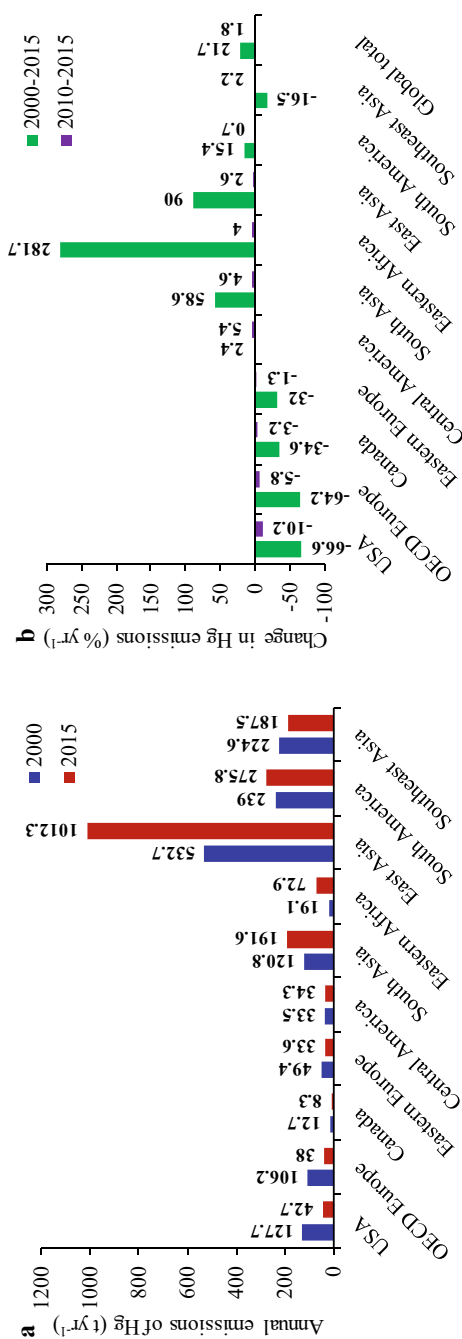 a
Annual emissions of Hg (t yr⁻¹)
1200
1000
800
600
400
200
0
2000
2015
127.7
42.7
106.2
38
12.7
8.3
49.4
33.6
33.5
34.3
120.8
191.6
19.1
72.9
532.7
1012.3
239
275.8
224.6
187.5
USA
OECD Europe
Canada
Eastern Europe
Central America
South Asia
Eastern Africa
East Asia
South America
Southeast Asia
b
Change in Hg emissions (% yr⁻¹)
300
250
200
150
100
50
0
-50
-100
2000-2015
2010-2015
-66.6
-10.2
-64.2
-5.8
-34.6
-3.2
-32
-1.3
2.4
5.4
58.6
4.6
281.7
4
90
2.6
15.4
0.7
-16.5
2.2
21.7
1.8
USA
OECD Europe
Canada
Eastern Europe
Central America
South Asia
Eastern Africa
East Asia
South America
Southeast Asia
Global total